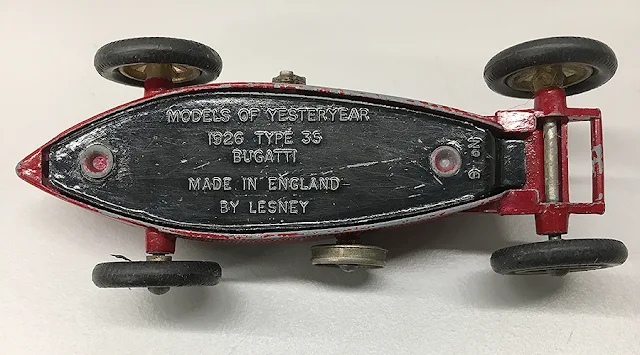 MODELS OF YESTERYEAR
1926 TYPE 35
BUGATTI
MADE IN ENGLAND
BY LESNEY
No 6